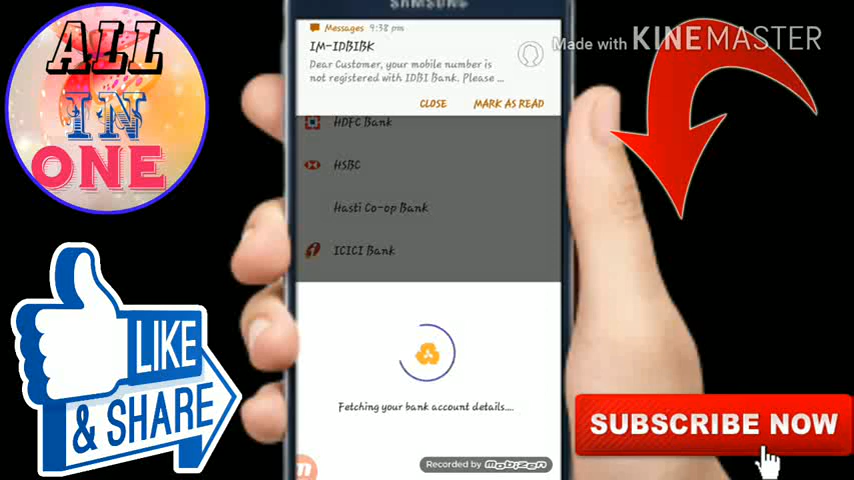 ALL
IN
ONE
SAMSUNG
Messages 9:38 pm
IM-IDBIBK
Dear Customer, your mobile number is
not registered with IDBI Bank. Please ...
CLOSE MARK AS READ
HDFC Bank
HSBC
Hasti Co-op Bank
ICICI Bank
Fetching your bank account details....
Recorded by mobizen
m
Made with KINEMASTER
LIKE
& SHARE
SUBSCRIBE NOW